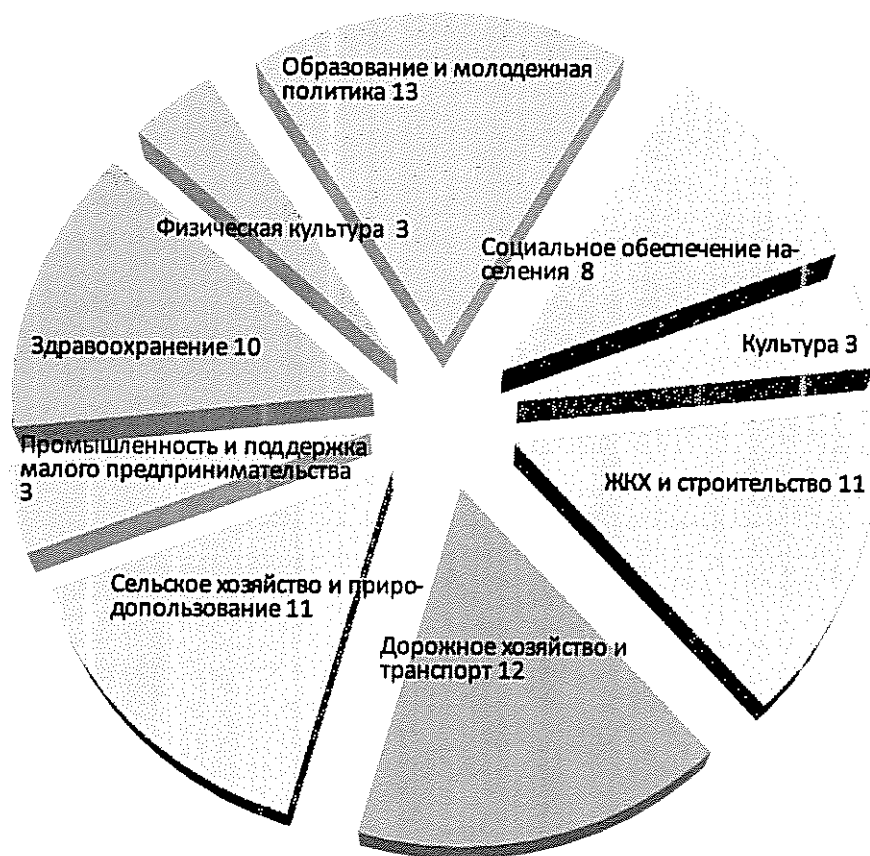 Образование и молодежная
политика 13
Социальное обеспечение на-
селения 8
Культура 3
ЖКХ и строительство 11
Дорожное хозяйство и
транспорт 12
Сельское хозяйство и приро-
допользование 11
Промышленность и поддержка
малого предпринимательства
3
Здравоохранение 10
Физическая культура 3